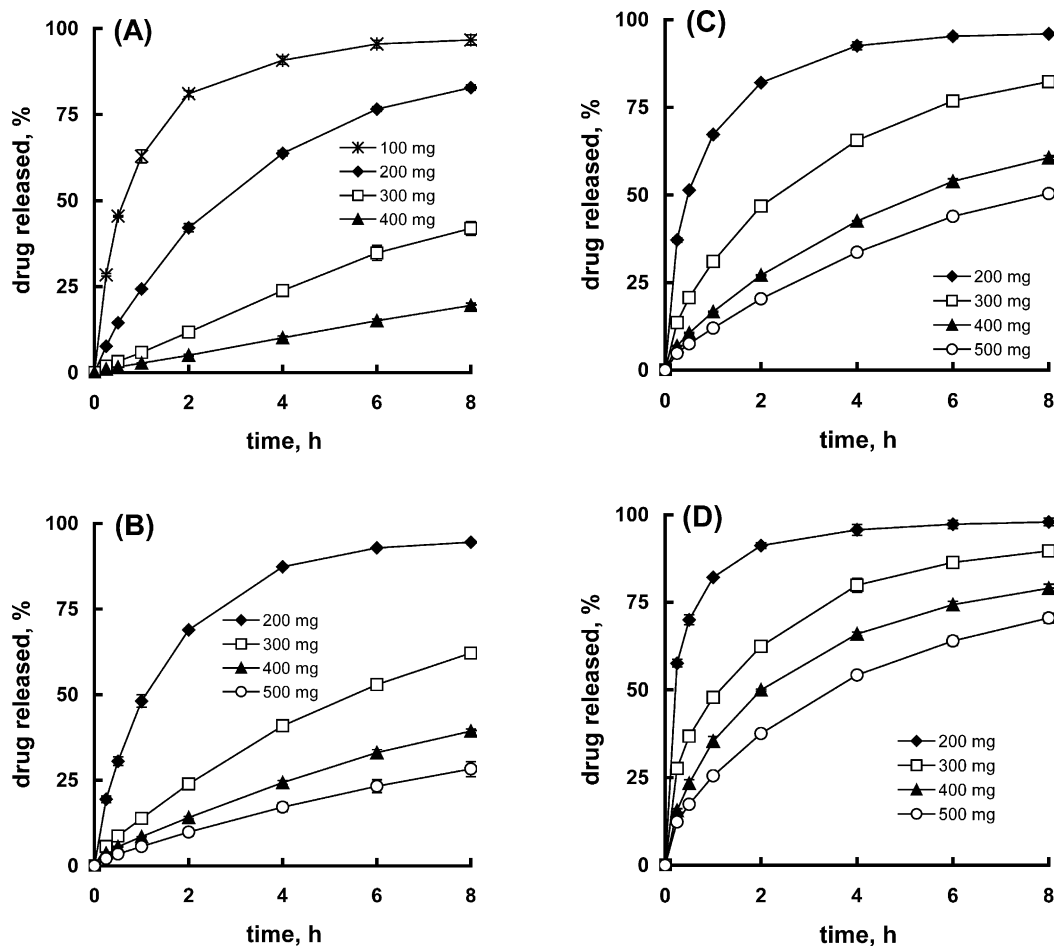 (A)
drug released, %
100
75
50
25
0
100 mg
200 mg
300 mg
400 mg
0 2 4 6 8
time, h
(C)
drug released, %
100
75
50
25
0
200 mg
300 mg
400 mg
500 mg
0 2 4 6 8
time, h
(B)
drug released, %
100
75
50
25
0
200 mg
300 mg
400 mg
500 mg
0 2 4 6 8
time, h
(D)
drug released, %
100
75
50
25
0
200 mg
300 mg
400 mg
500 mg
0 2 4 6 8
time, h